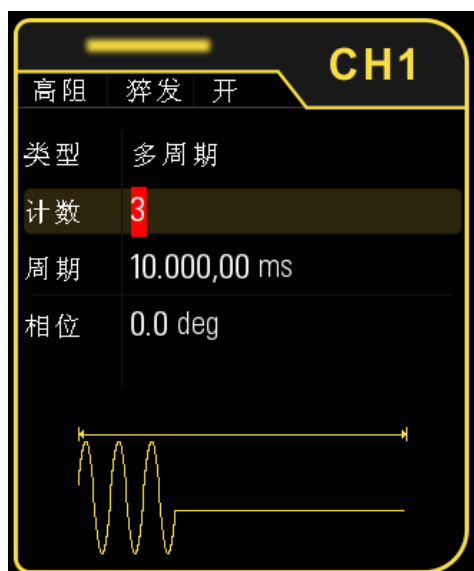 CH1
高阻 猝发 开
类型 多周期
计数 3
周期 10.000,00 ms
相位 0.0 deg